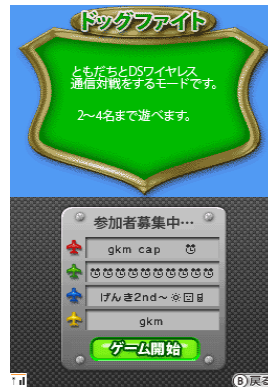 ドッグファイト
ともだちとDSワイヤレス
通信対戦をするモードです。
2〜4名まで遊べます。
参加者募集中…
gkm cap ⏰
⏰⏰⏰⏰⏰⏰⏰⏰⏰⏰
げんき2nd〜☼
gkm
ゲーム開始
Ⓑ戻る